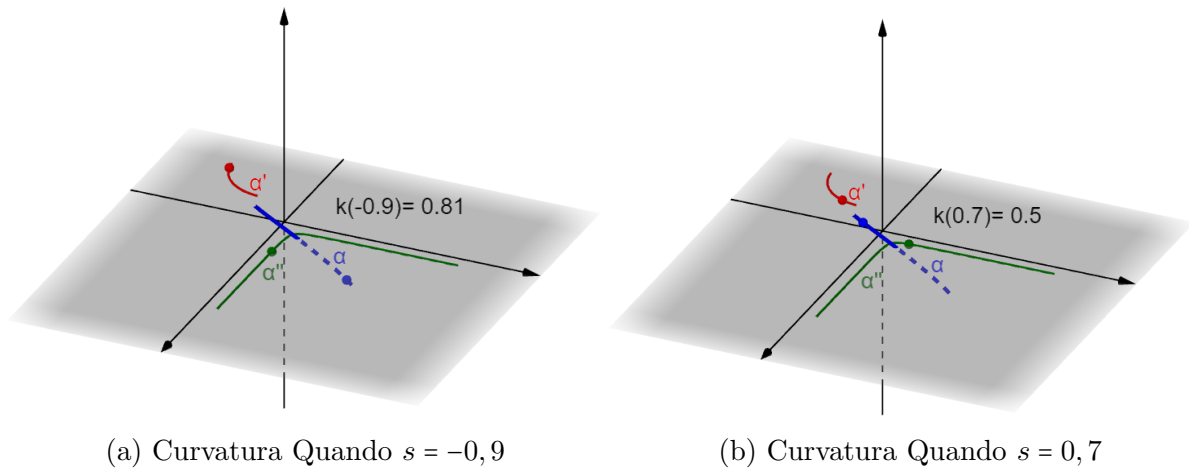 α'
k(-0.9)= 0.81
α''
α
(a) Curvatura Quando s = −0, 9
α'
k(0.7)= 0.5
α''
α
(b) Curvatura Quando s = 0, 7